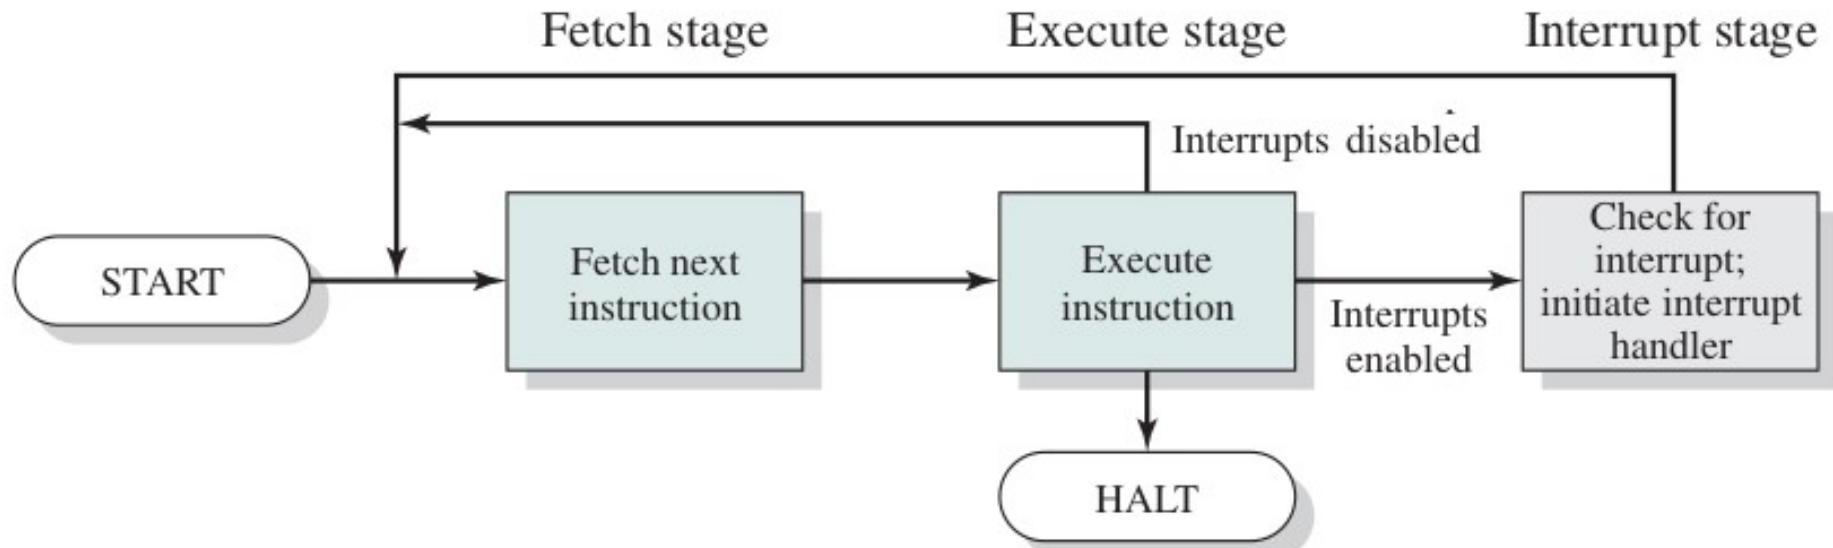 Fetch stage
Execute stage
Interrupt stage
Interrupts disabled
START
Fetch next
instruction
Execute
instruction
Interrupts
enabled
Check for
interrupt;
initiate interrupt
handler
HALT